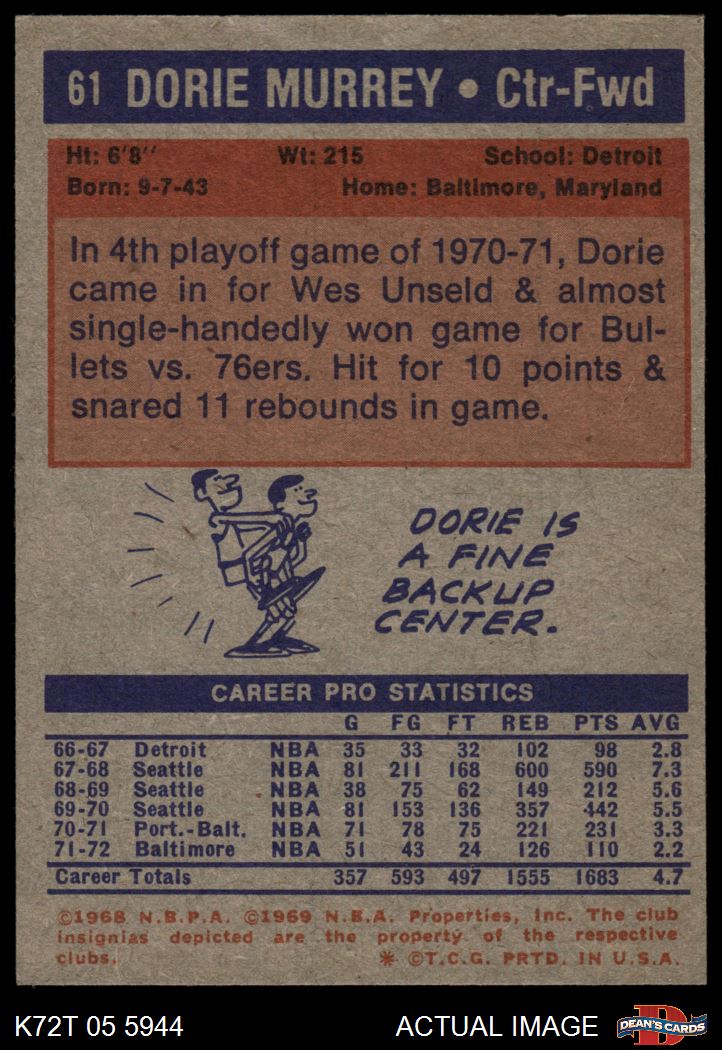 61 DORIE MURREY • Ctr-Fwd
Ht: 6'8'' Wt: 215 School: Detroit
Born: 9-7-43 Home: Baltimore, Maryland
In 4th playoff game of 1970-71, Dorie
came in for Wes Unseld & almost
single-handedly won game for Bul-
lets vs. 76ers. Hit for 10 points &
snared 11 rebounds in game.
DORIE IS
A FINE
BACKUP
CENTER.
CAREER PRO STATISTICS
G FG FT REB PTS AVG
66-67 Detroit NBA 35 33 32 102 98 2.8
67-68 Seattle NBA 81 211 168 600 590 7.3
68-69 Seattle NBA 38 75 62 149 212 5.6
69-70 Seattle NBA 81 153 136 357 442 5.5
70-71 Port.-Balt. NBA 71 78 75 221 231 3.3
71-72 Baltimore NBA 51 43 24 126 110 2.2
Career Totals 357 593 497 1555 1683 4.7
©1968 N.B.P.A. ©1969 N.B.A. Properties, Inc. The club
insignias depicted are the property of the respective
clubs. * ©T.C.G. PRTD. IN U.S.A.
K72T 05 5944 ACTUAL IMAGE D DEAN'S CARDS